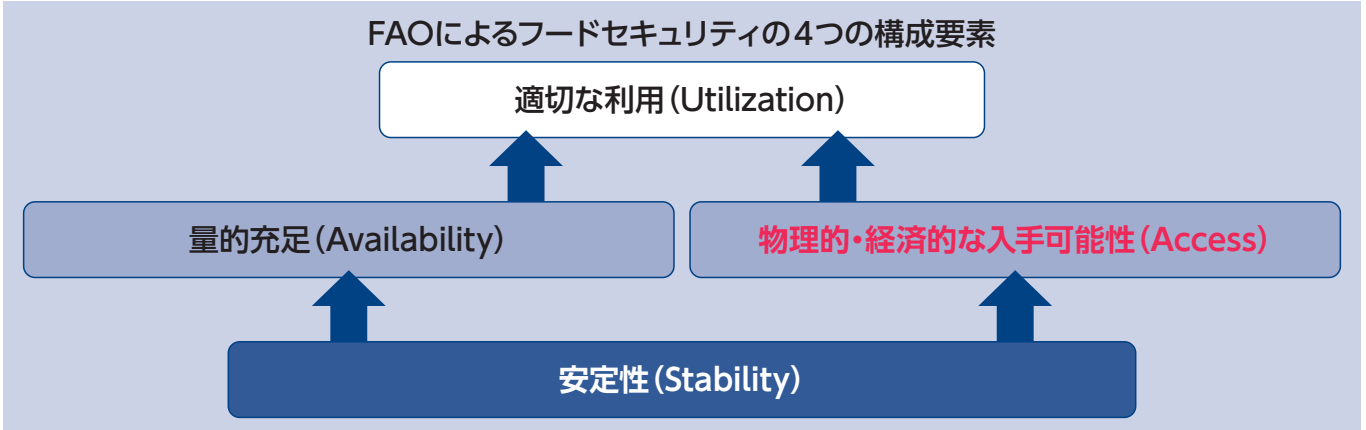 FAOによるフードセキュリティの4つの構成要素
適切な利用(Utilization)
量的充足(Availability)
物理的・経済的な入手可能性(Access)
安定性(Stability)